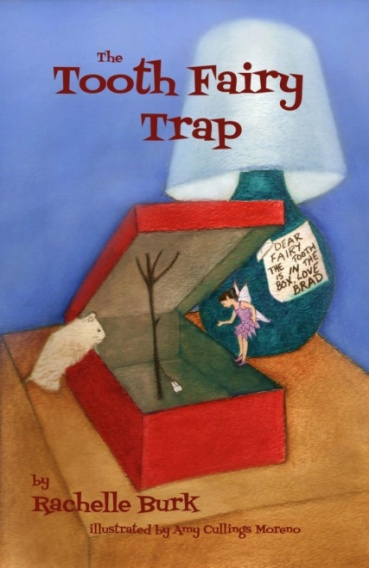 The
Tooth Fairy
Trap
DEAR
FAIRY
THE TOOTH
IS IN THE
BOX LOVE
BRAD
by
Rachelle Burk
illustrated by Amy Cullings Moreno